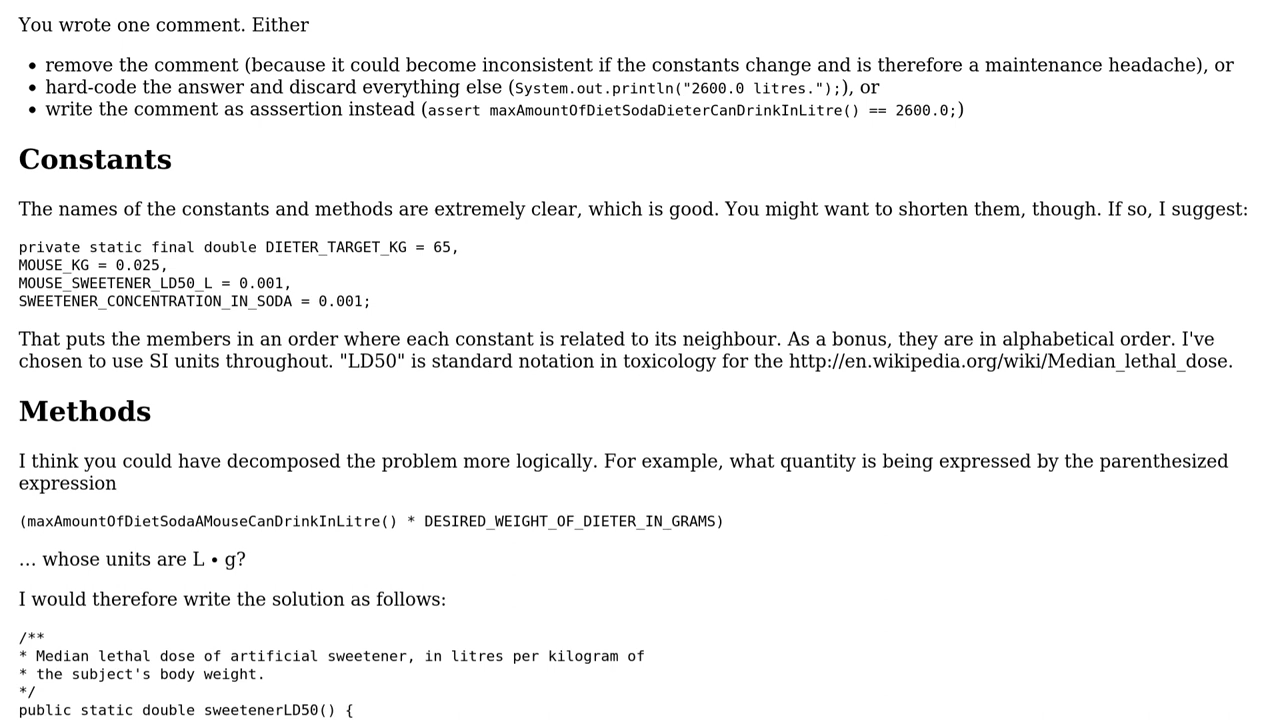 You wrote one comment. Either
• remove the comment (because it could become inconsistent if the constants change and is therefore a maintenance headache), or
• hard-code the answer and discard everything else (System.out.println("2600.0 litres.");), or
• write the comment as asssertion instead (assert maxAmountOfDietSodaDieterCanDrinkInLitre() == 2600.0;)
Constants
The names of the constants and methods are extremely clear, which is good. You might want to shorten them, though. If so, I suggest:
private static final double DIETER_TARGET_KG = 65,
MOUSE_KG = 0.025,
MOUSE_SWEETENER_LD50_L = 0.001,
SWEETENER_CONCENTRATION_IN_SODA = 0.001;
That puts the members in an order where each constant is related to its neighbour. As a bonus, they are in alphabetical order. I've
chosen to use SI units throughout. "LD50" is standard notation in toxicology for the http://en.wikipedia.org/wiki/Median_lethal_dose.
Methods
I think you could have decomposed the problem more logically. For example, what quantity is being expressed by the parenthesized
expression
(maxAmountOfDietSodaAMouseCanDrinkInLitre() * DESIRED_WEIGHT_OF_DIETER_IN_GRAMS)
… whose units are L • g?
I would therefore write the solution as follows:
/**
* Median lethal dose of artificial sweetener, in litres per kilogram of
* the subject's body weight.
*/
public static double sweetenerLD50() {